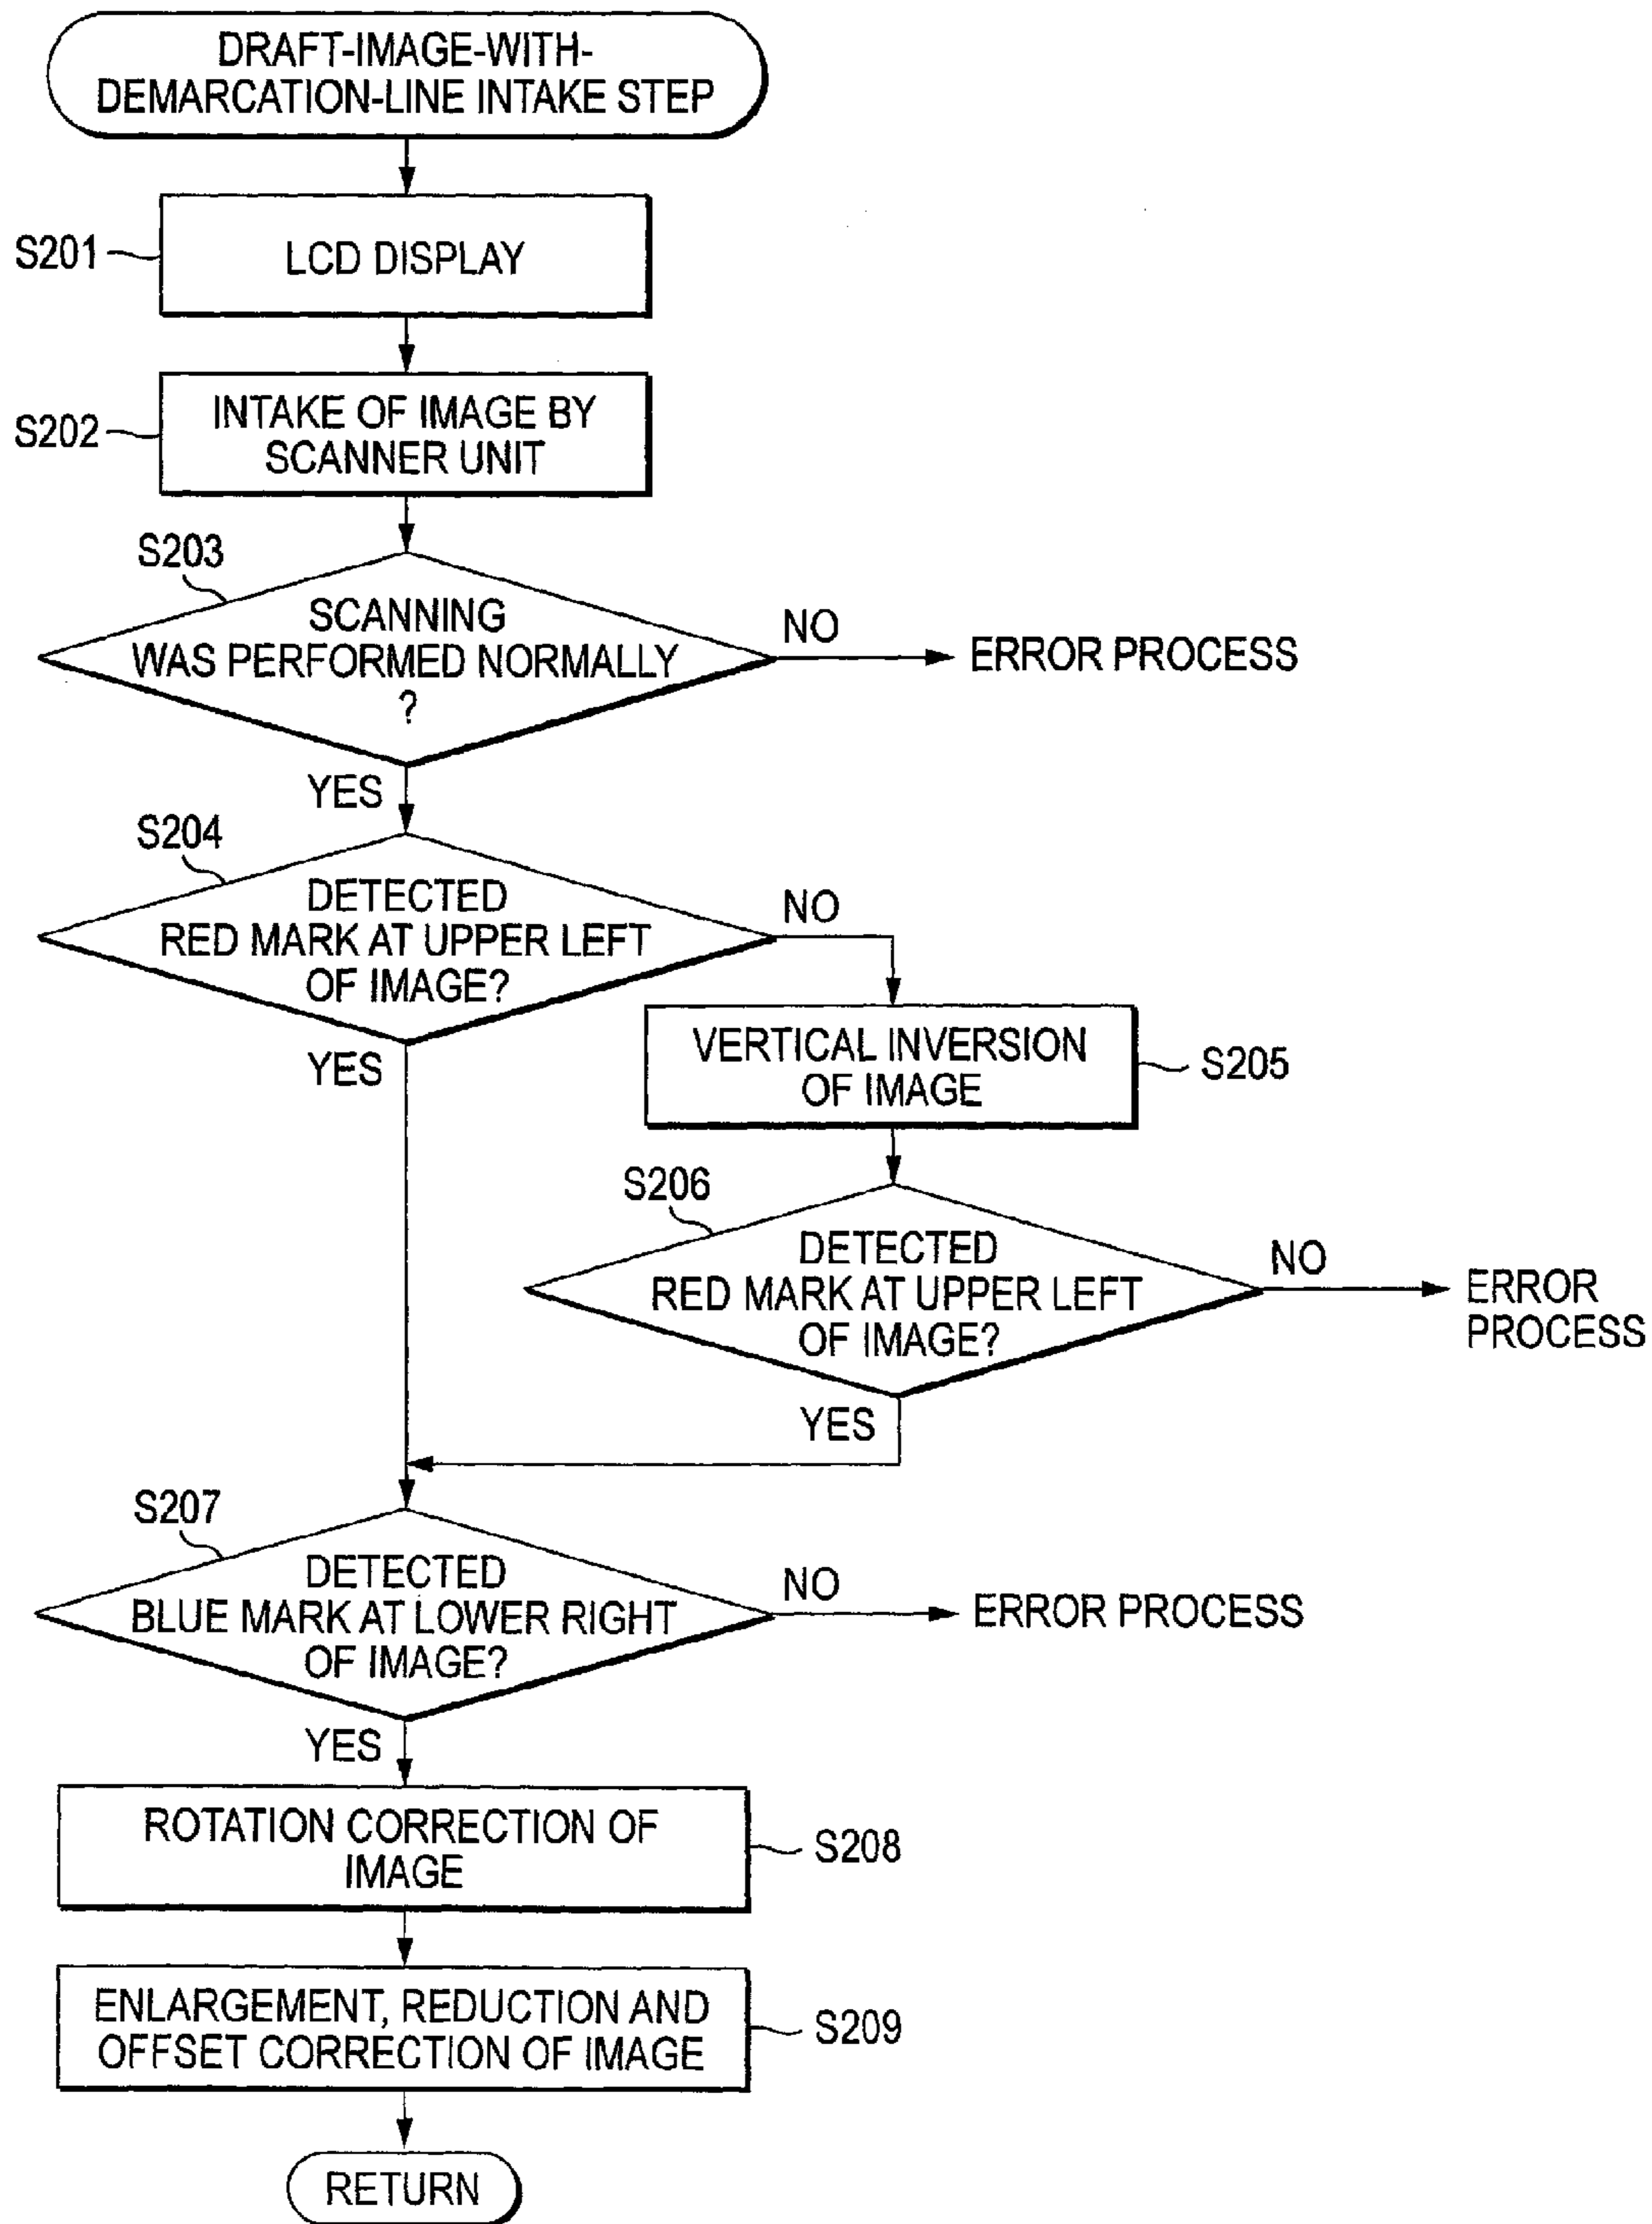 DRAFT-IMAGE-WITH-
DEMARCATION-LINE INTAKE STEP
S201
LCD DISPLAY
S202
INTAKE OF IMAGE BY
SCANNER UNIT
S203
SCANNING
WAS PERFORMED NORMALLY
?
NO
ERROR PROCESS
YES
S204
DETECTED
RED MARK AT UPPER LEFT
OF IMAGE?
NO
YES
VERTICAL INVERSION
OF IMAGE
S205
S206
DETECTED
RED MARK AT UPPER LEFT
OF IMAGE?
NO
ERROR
PROCESS
YES
S207
DETECTED
BLUE MARK AT LOWER RIGHT
OF IMAGE?
NO
ERROR PROCESS
YES
ROTATION CORRECTION OF
IMAGE
S208
ENLARGEMENT, REDUCTION AND
OFFSET CORRECTION OF IMAGE
S209
RETURN